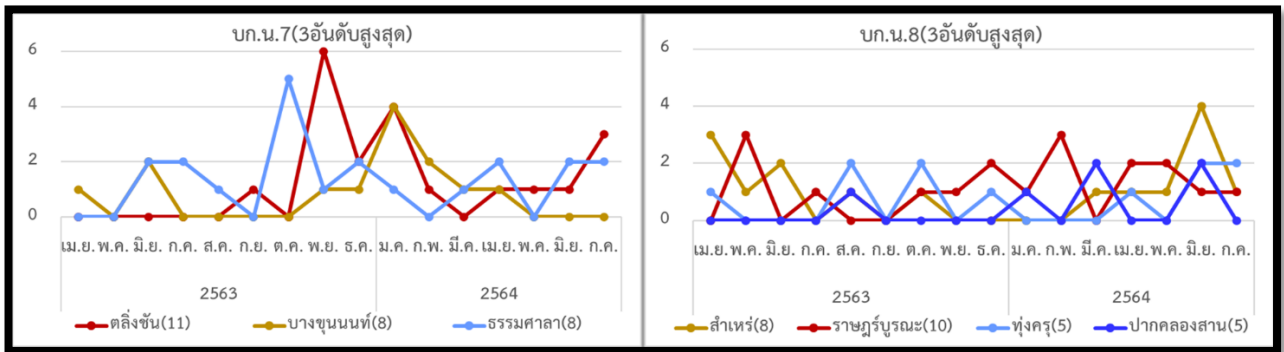 บก.น.7(3อันดับสูงสุด)
6
4
2
0
เม.ย. พ.ค. มิ.ย. ก.ค. ส.ค. ก.ย. ต.ค. พ.ย. ธ.ค. ม.ค. ก.พ. มี.ค. เม.ย. พ.ค. มิ.ย. ก.ค.
2563 2564
ตลิ่งชัน(11) บางขุนนนท์(8) ธรรมศาลา(8)
บก.น.8(3อันดับสูงสุด)
6
4
2
0
เม.ย. พ.ค. มิ.ย. ก.ค. ส.ค. ก.ย. ต.ค. พ.ย. ธ.ค. ม.ค. ก.พ. มี.ค. เม.ย. พ.ค. มิ.ย. ก.ค.
2563 2564
สำเหร่(8) ราษฎร์บูรณะ(10) ทุ่งครุ(5) ปากคลองสาน(5)